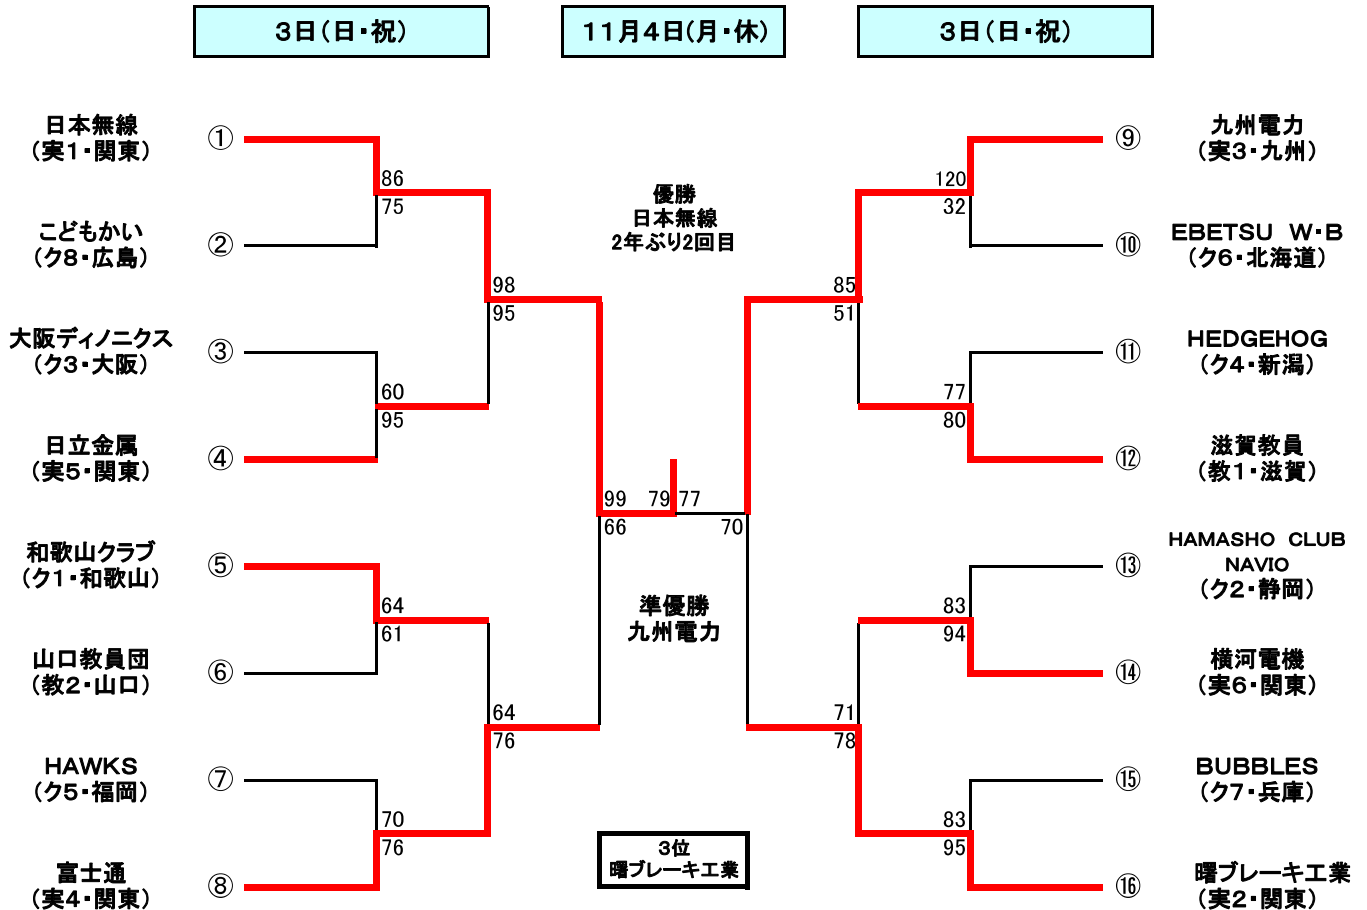 ３日（日・祝）
１１月４日（月・休）
３日（日・祝）
日本無線
（実１・関東）
①
86
75
こどもかい
（ク８・広島）
②
98
95
大阪ディノニクス
（ク３・大阪）
③
60
95
日立金属
（実５・関東）
④
99
66
和歌山クラブ
（ク１・和歌山）
⑤
64
61
山口教員団
（教２・山口）
⑥
64
76
HAWKS
（ク５・福岡）
⑦
70
76
富士通
（実４・関東）
⑧
優勝
日本無線
2年ぶり2回目
79
77
準優勝
九州電力
３位
曙ブレーキ工業
九州電力
（実３・九州）
⑨
120
32
EBETSU　W・B
（ク６・北海道）
⑩
85
51
HEDGEHOG
（ク４・新潟）
⑪
77
80
滋賀教員
（教１・滋賀）
⑫
70
HAMASHO　CLUB
NAVIO
（ク２・静岡）
⑬
83
94
横河電機
（実６・関東）
⑭
71
78
BUBBLES
（ク７・兵庫）
⑮
83
95
曙ブレーキ工業
（実２・関東）
⑯